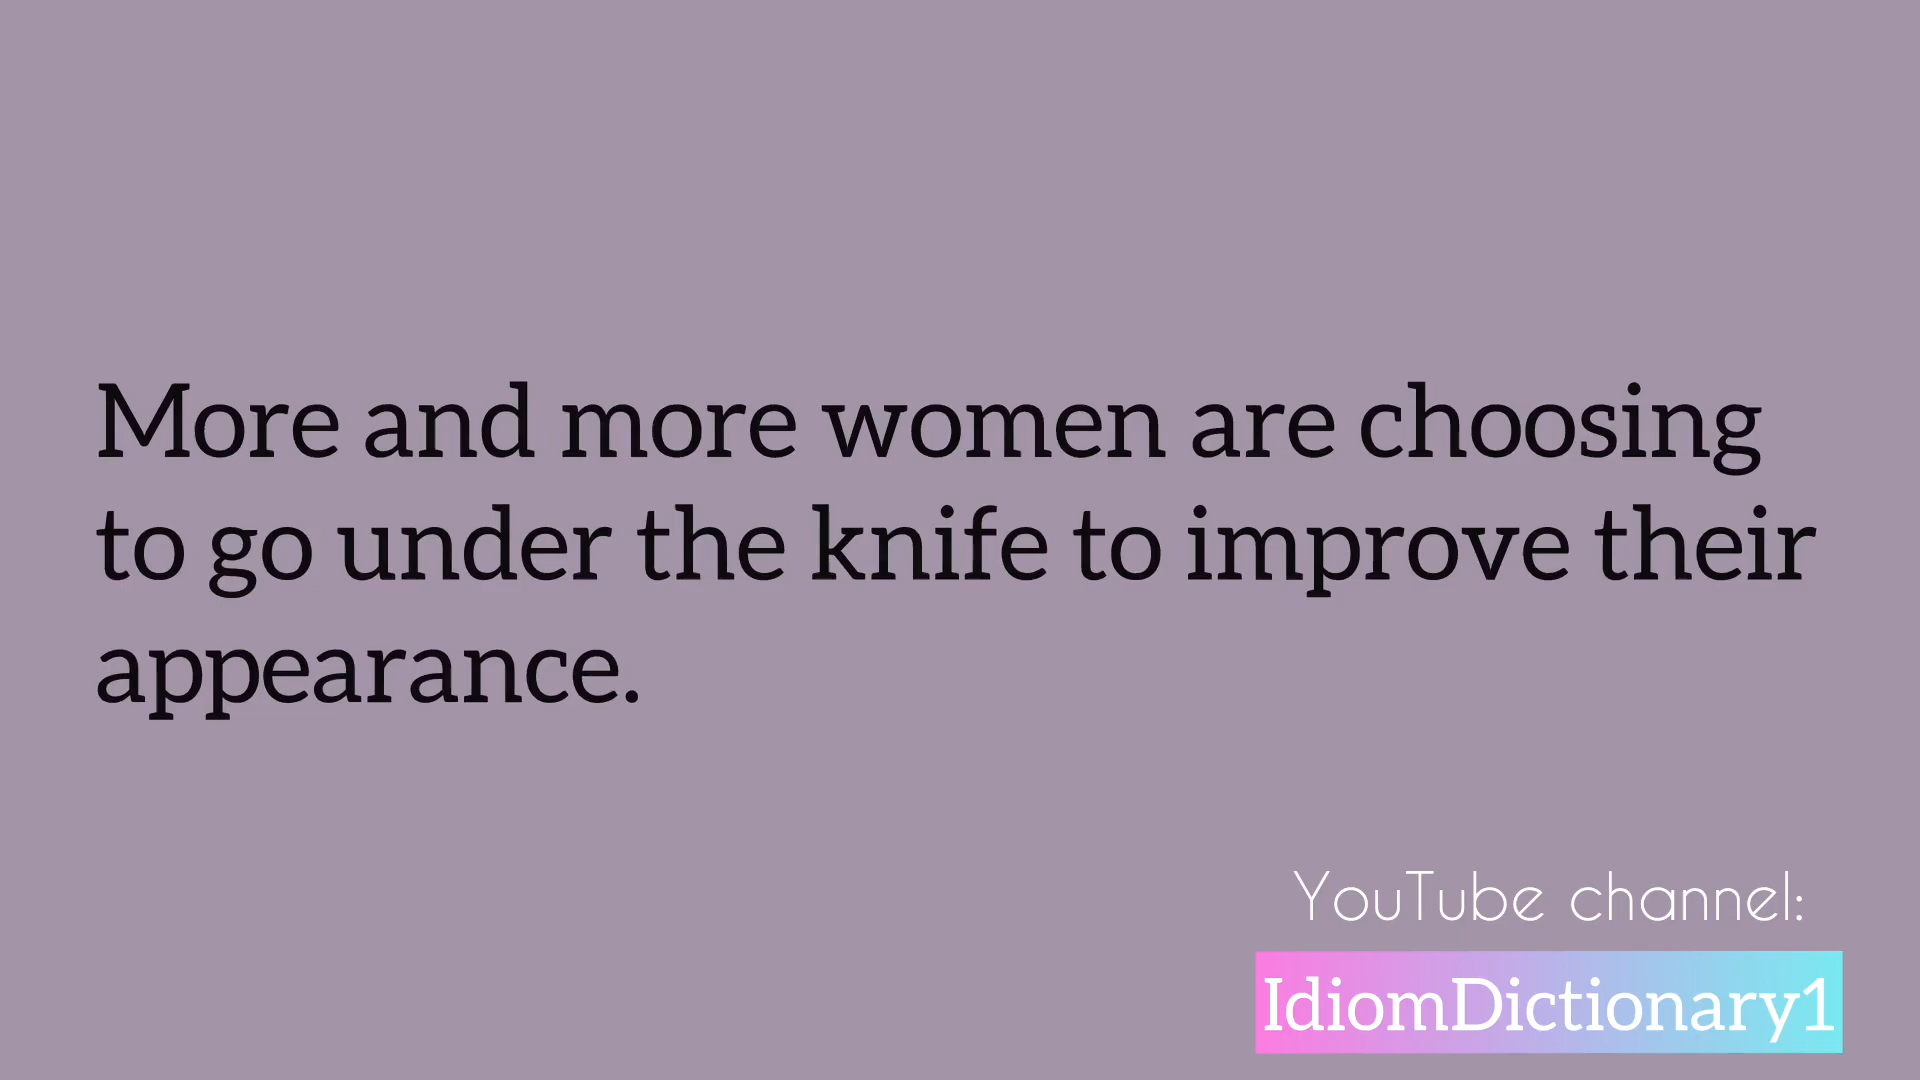 More and more women are choosing
to go under the knife to improve their
appearance.
YouTube channel:
IdiomDictionary1